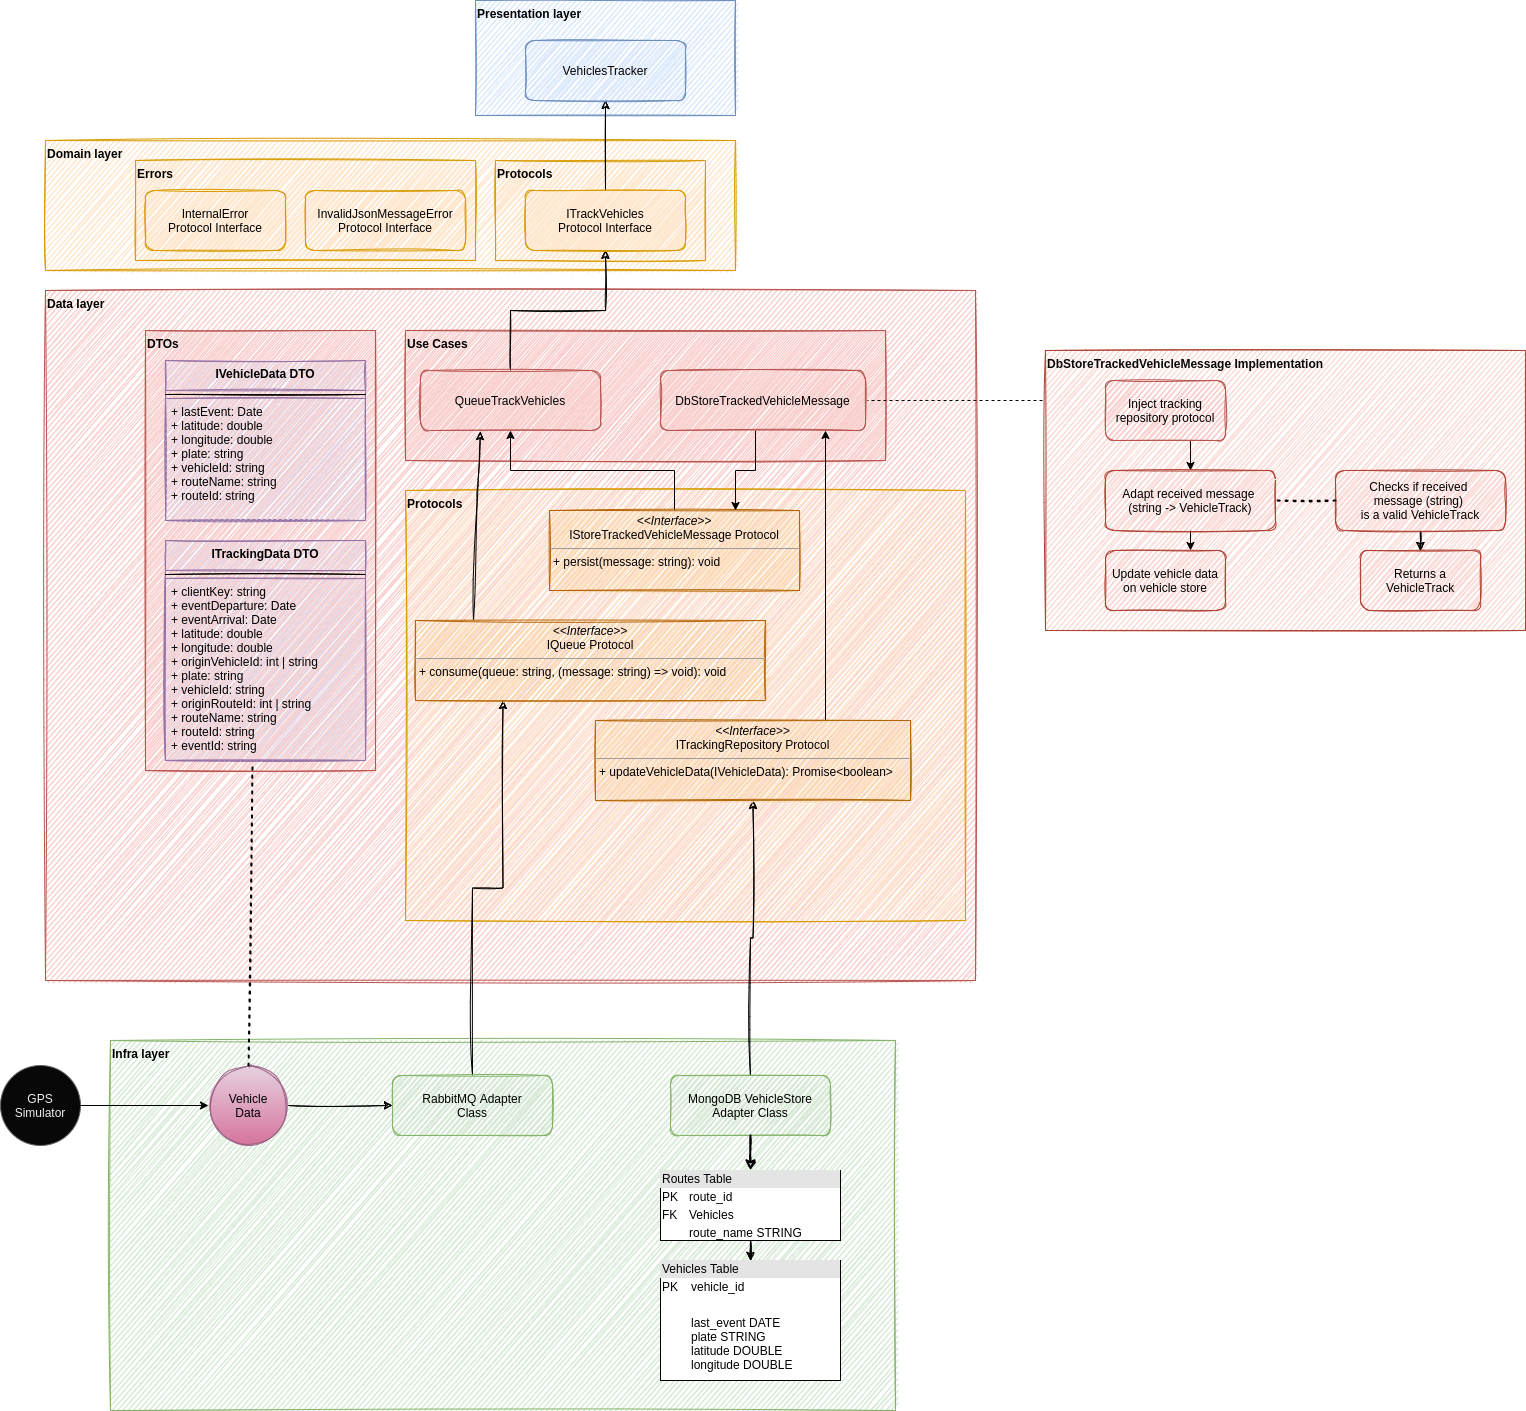 Presentation layer
VehiclesTracker
Domain layer
Errors
InternalError
Protocol Interface
InvalidJsonMessageError
Protocol Interface
Protocols
ITrackVehicles
Protocol Interface
Data layer
DTOs
IVehicleData DTO
+ lastEvent: Date
+ latitude: double
+ longitude: double
+ plate: string
+ vehicleId: string
+ routeName: string
+ routeId: string
ITrackingData DTO
+ clientKey: string
+ eventDeparture: Date
+ eventArrival: Date
+ latitude: double
+ longitude: double
+ originVehicleId: int | string
+ plate: string
+ vehicleId: string
+ originRouteId: int | string
+ routeName: string
+ routeId: string
+ eventId: string
Use Cases
QueueTrackVehicles
DbStoreTrackedVehicleMessage
Protocols
<<Interface>>
IStoreTrackedVehicleMessage Protocol
+ persist(message: string): void
<<Interface>>
IQueue Protocol
+ consume(queue: string, (message: string) => void): void
<<Interface>>
ITrackingRepository Protocol
+ updateVehicleData(IVehicleData): Promise<boolean>
DbStoreTrackedVehicleMessage Implementation
Inject tracking
repository protocol
Adapt received message
(string -> VehicleTrack)
Update vehicle data
on vehicle store
Checks if received
message (string)
is a valid VehicleTrack
Returns a
VehicleTrack
Infra layer
GPS
Simulator
Vehicle
Data
RabbitMQ Adapter
Class
MongoDB VehicleStore
Adapter Class
Routes Table
PK route_id
FK Vehicles
route_name STRING
Vehicles Table
PK vehicle_id
last_event DATE
plate STRING
latitude DOUBLE
longitude DOUBLE